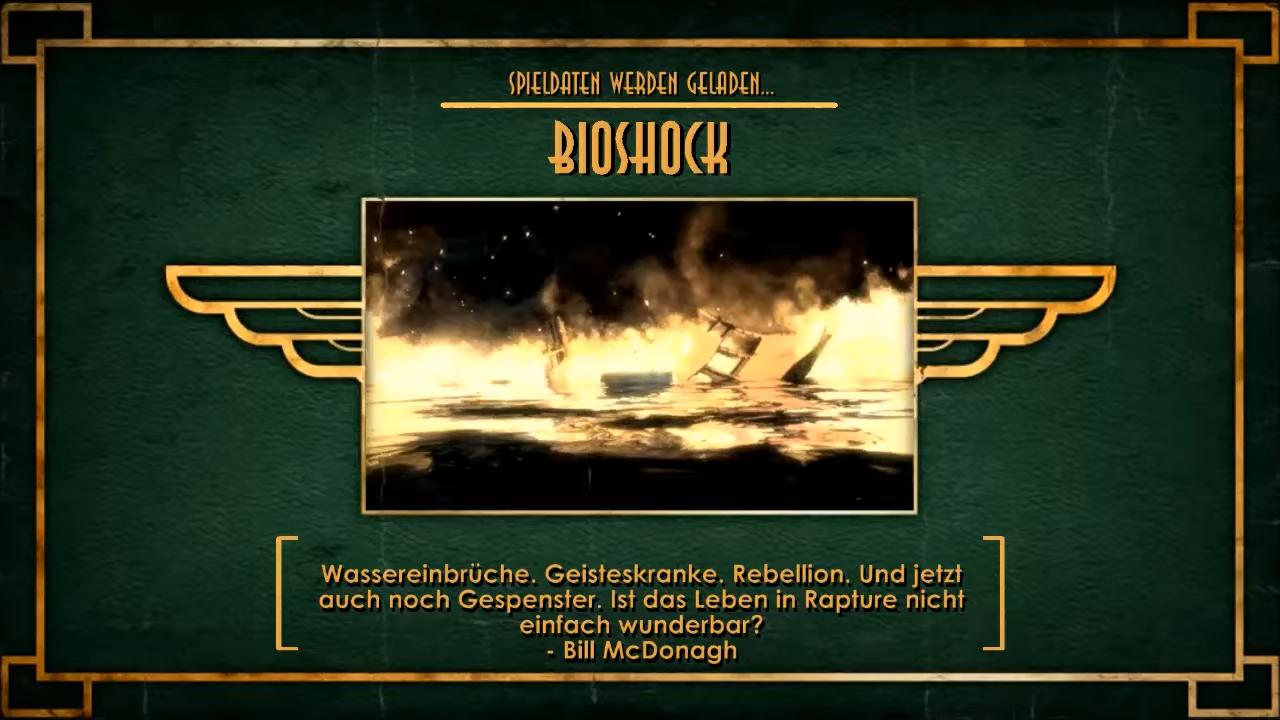 SPIELDATEN WERDEN GELADEN...
BIOSHOCK
Wassereinbrüche. Geisteskranke. Rebellion. Und jetzt
auch noch Gespenster. Ist das Leben in Rapture nicht
einfach wunderbar?
- Bill McDonagh